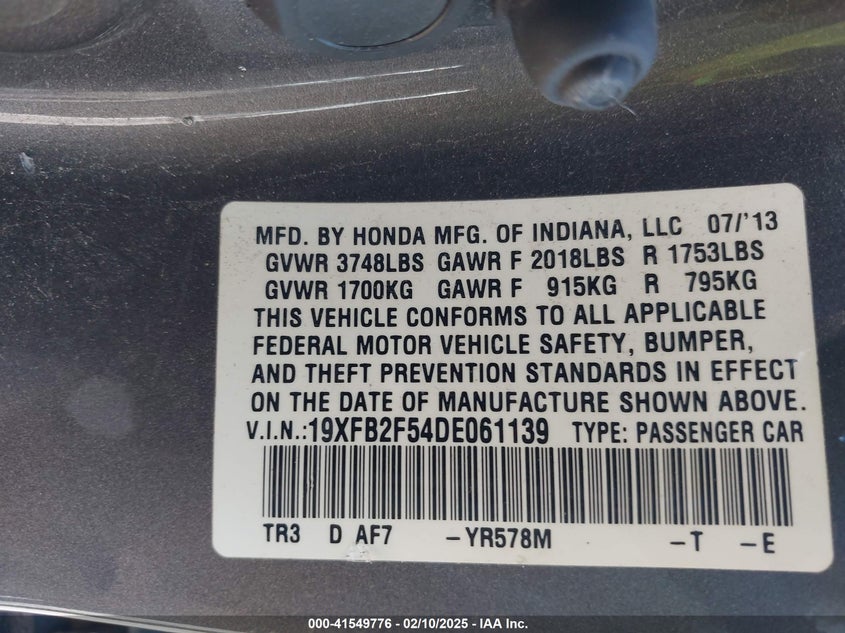 MFD. BY HONDA MFG. OF INDIANA, LLC 07/'13
GVWR 3748LBS GAWR F 2018LBS R 1753LBS
GVWR 1700KG GAWR F 915KG R 795KG
THIS VEHICLE CONFORMS TO ALL APPLICABLE
FEDERAL MOTOR VEHICLE SAFETY, BUMPER,
AND THEFT PREVENTION STANDARDS IN EFFECT
ON THE DATE OF MANUFACTURE SHOWN ABOVE.
V.I.N.:19XFB2F54DE061139 TYPE: PASSENGER CAR
TR3 D AF7 -YR578M -T -E
000-41549776 - 02/10/2025 - IAA Inc.